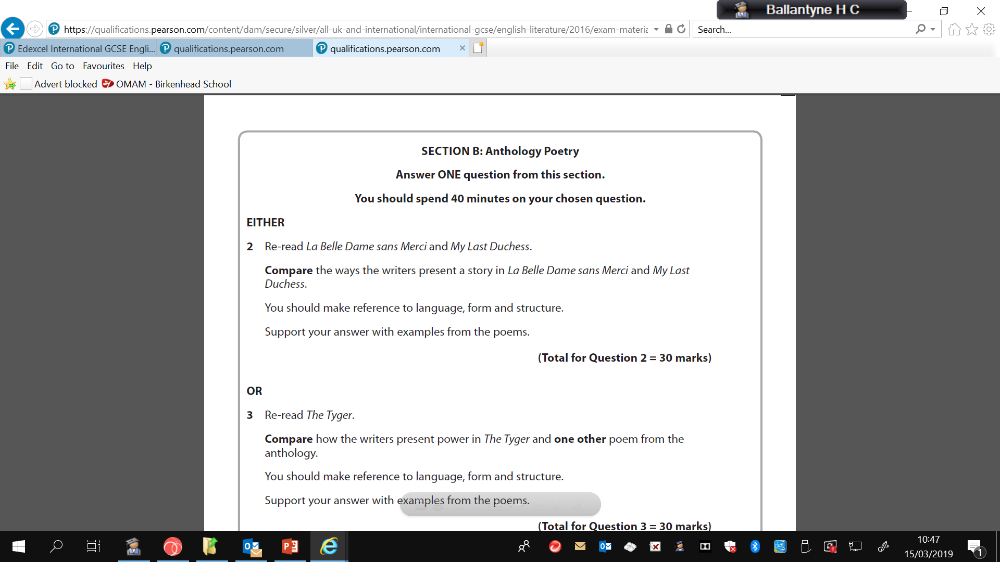 Ballantyne H C
https://qualifications.pearson.com/content/dam/secure/silver/all-uk-and-international/international-gcse/english-literature/2016/exam-materia
Search...
Edexcel International GCSE Engli...
qualifications.pearson.com
qualifications.pearson.com
File Edit Go to Favourites Help
Advert blocked OMAM - Birkenhead School
SECTION B: Anthology Poetry
Answer ONE question from this section.
You should spend 40 minutes on your chosen question.
EITHER
2 Re-read La Belle Dame sans Merci and My Last Duchess.
Compare the ways the writers present a story in La Belle Dame sans Merci and My Last
Duchess.
You should make reference to language, form and structure.
Support your answer with examples from the poems.
(Total for Question 2 = 30 marks)
OR
3 Re-read The Tyger.
Compare how the writers present power in The Tyger and one other poem from the
anthology.
You should make reference to language, form and structure.
Support your answer with examples from the poems.
(Total for Question 3 = 30 marks)
10:47
15/03/2019
1